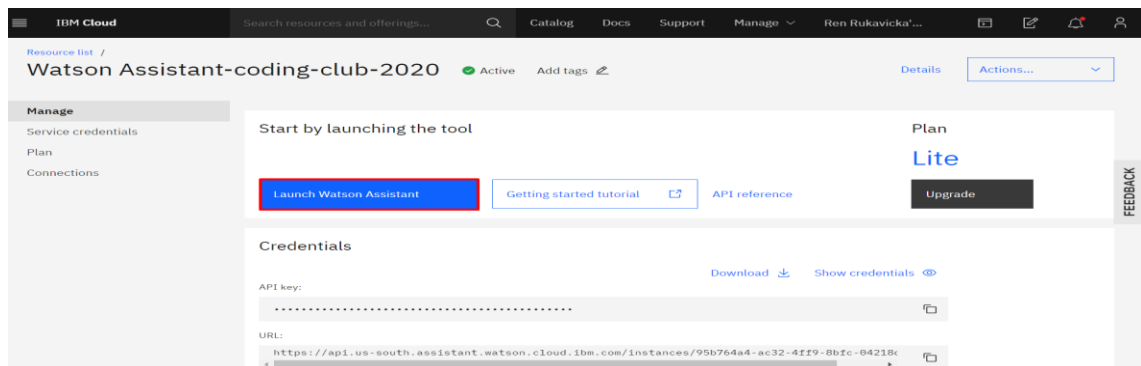 IBM Cloud Search resources and offerings... Catalog Docs Support Manage Ren Rukavicka'...
Resource list /
Watson Assistant-coding-club-2020 Active Add tags Details Actions...
Manage
Service credentials
Plan
Connections
Start by launching the tool
Launch Watson Assistant Getting started tutorial API reference
Plan
Lite
Upgrade
FEEDBACK
Credentials
Download Show credentials
API key:
............................................
URL:
https://api.us-south.assistant.watson.cloud.ibm.com/instances/95b764a4-ac32-4ff9-8bfc-04218